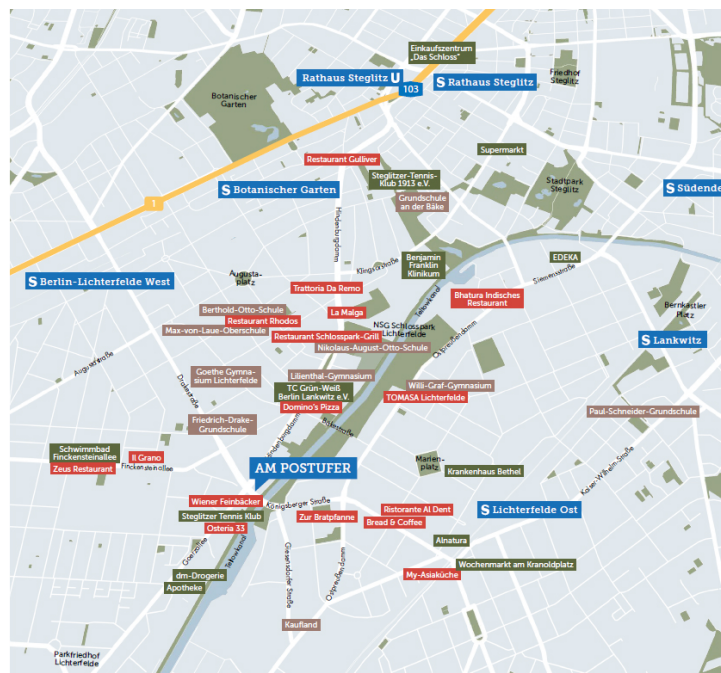 Einkaufszentrum
„Das Schloss“
Rathaus Steglitz U
103
S Rathaus Steglitz
Friedhof
Steglitz
Botanischer
Garten
Supermarkt
Restaurant Gulliver
Steglitzer-Tennis-
Klub 1913 e.V.
Grundschule
an der Bäke
Stadtpark
Steglitz
S Botanischer Garten
S Südende
1
Hindenburgdamm
Klingsorstraße
Benjamin
Franklin
Klinikum
EDEKA
Siemensstraße
S Berlin-Lichterfelde West
Augusta-
platz
Trattoria Da Remo
Teltowkanal
Bhatura Indisches
Restaurant
Bernkastler
Platz
Berthold-Otto-Schule
La Malga
Restaurant Rhodos
Max-von-Laue-Oberschule
NSG Schlosspark
Lichterfelde
Restaurant Schlosspark-Grill
Nikolaus-August-Otto-Schule
Ostpreußendamm
S Lankwitz
Augustastraße
Goethe Gymna-
sium Lichterfelde
Drakestraße
Lilienthal-Gymnasium
TC Grün-Weiß
Berlin Lankwitz e.V.
Domino's Pizza
Willi-Graf-Gymnasium
TOMASA Lichterfelde
Paul-Schneider-Grundschule
Friedrich-Drake-
Grundschule
Hindenburgdamm
Bäkestraße
Schwimmbad
Finckensteinallee
Il Grano
Zeus Restaurant
Finckensteinallee
AM POSTUFER
Marien-
platz
Krankenhaus Bethel
Kaiser-Wilhelm-Straße
Wiener Feinbäcker
Königsberger Straße
Steglitzer Tennis Klub
Zur Bratpfanne
Ristorante Al Dent
Bread & Coffee
S Lichterfelde Ost
Osteria 33
Goerzallee
Teltowkanal
Giesensdorfer Straße
Ostpreußendamm
Alnatura
Wochenmarkt am Kranoldplatz
dm-Drogerie
Apotheke
My-Asiaküche
Kaufland
Parkfriedhof
Lichterfelde